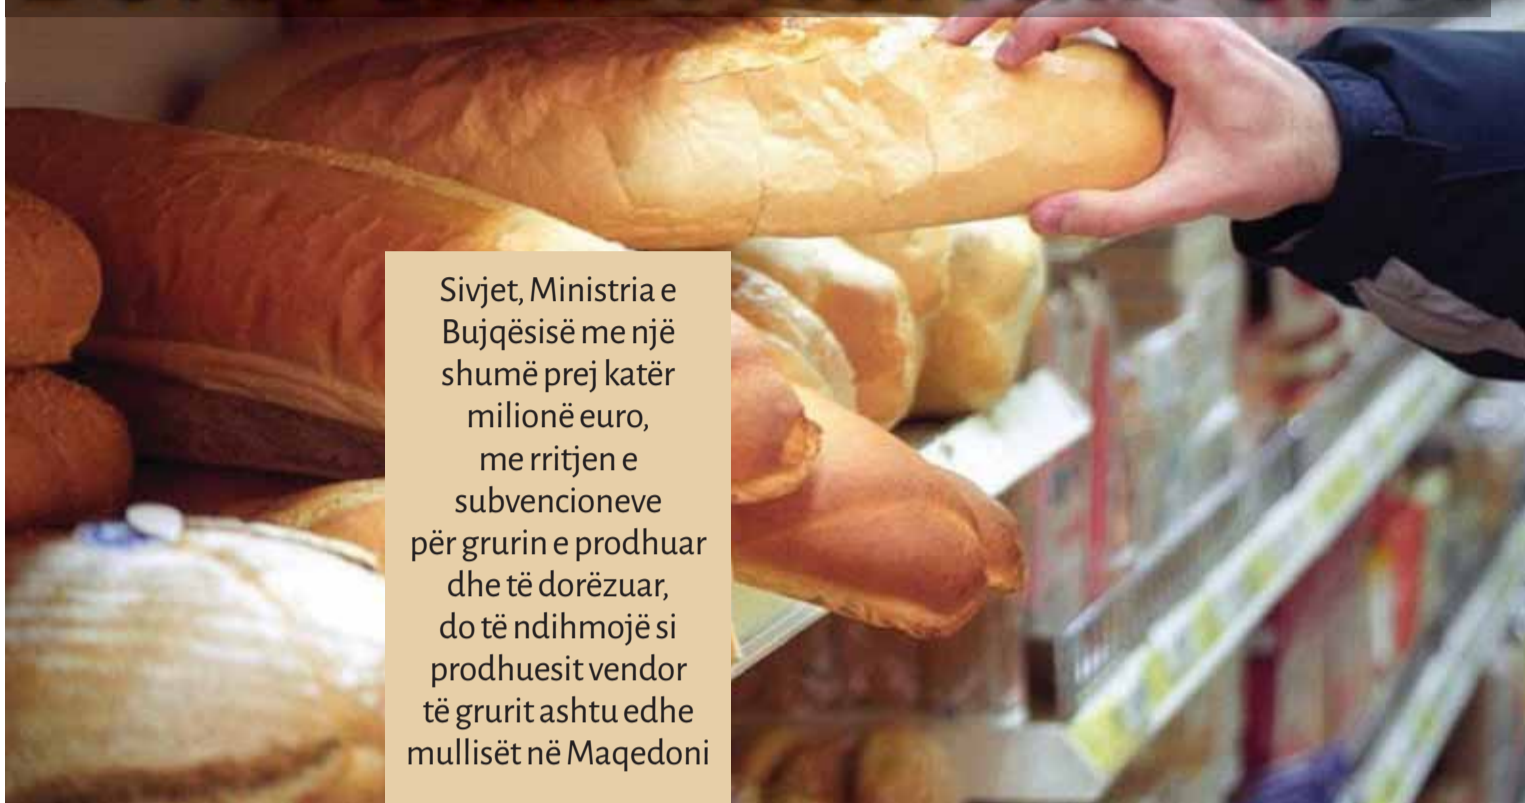 Sivjet, Ministria e
Bujqësisë me një
shumë prej katër
milionë euro,
me rritjen e
subvencioneve
për grurin e prodhuar
dhe të dorëzuar,
do të ndihmojë si
prodhuesit vendor
të grurit ashtu edhe
mullisët në Maqedoni